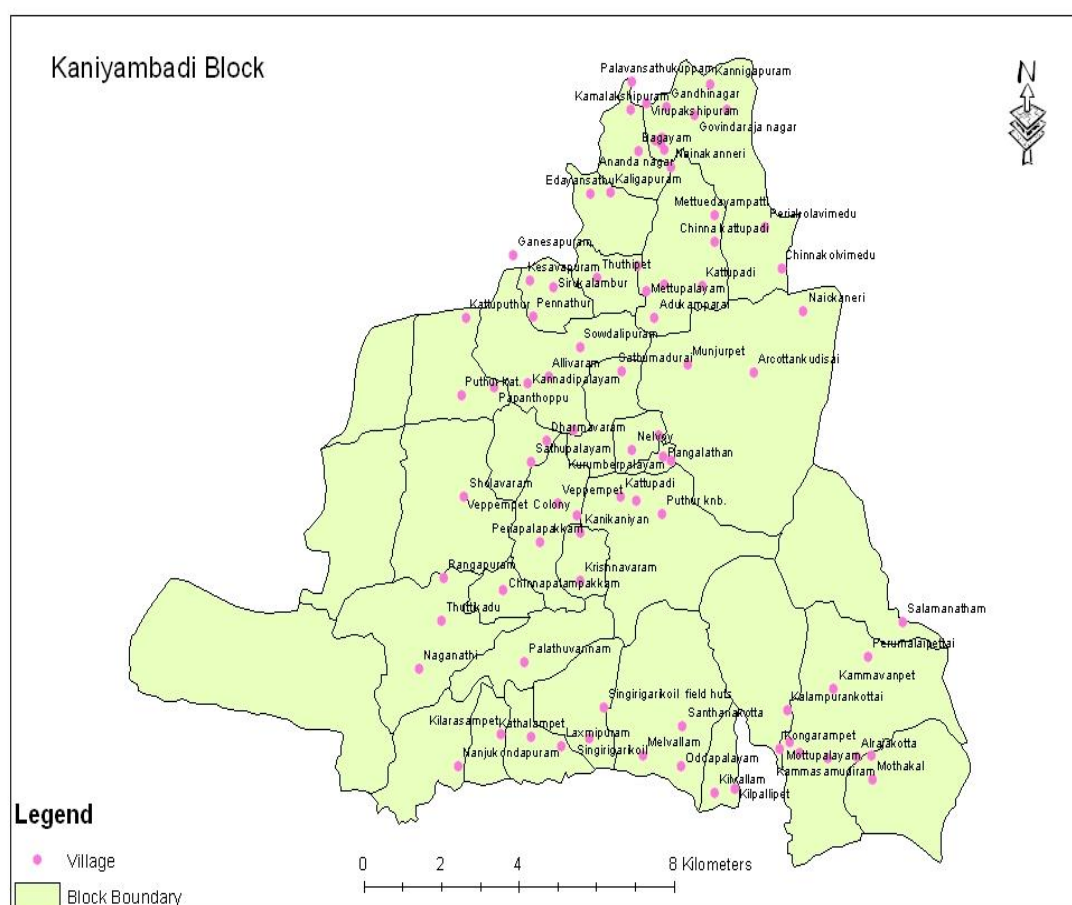 Kaniyambadi Block
N
Palavansathukuppam
Kannigapuram
Kamalakshipuram
Gandhinagar
Virupakshipuram
Govindaraja nagar
Bagayam
Nainakanneri
Ananda nagar
Edayansathu
Kaligapuram
Mettuedayampatti
Periakolavimedu
Chinna kattupadi
Ganesapuram
Chinnakolvimedu
Kesavapuram
Thuthipet
Kattupadi
Sirukalambur
Mettupalayam
Kattuputhur
Pennathur
Adukamparai
Naickaneri
Sowdalipuram
Sathumadurai
Munjurpet
Arcottankudisai
Allivaram
Puthur kat.
Kannadipalayam
Papanthoppu
Dharmavaram
Nelvoy
Sathupalayam
Pangalathan
Kurumberpalayam
Sholavaram
Veppempet
Kattupadi
Veppempet Colony
Puthur knb.
Kanikaniyan
Penapalapakkam
Rangapuram
Krishnavaram
Chinnapalampakkam
Thuttikadu
Salamanatham
Naganathi
Palathuvannam
Perumalaipettai
Kammavanpet
Singirigarikoil field huts
Kalampurankottai
Santhanakotta
Kilarasampet
Kathalampet
Laxmipuram
Kongarampet
Nanjukondapuram
Singirigarikoil
Melvallam
Mottupalayam
Alrajakotta
Oddapalayam
Kammasamudiram
Mothakal
Kilvallam
Kilpallipet
Legend
Village
Block Boundary
0 2 4 8 Kilometers